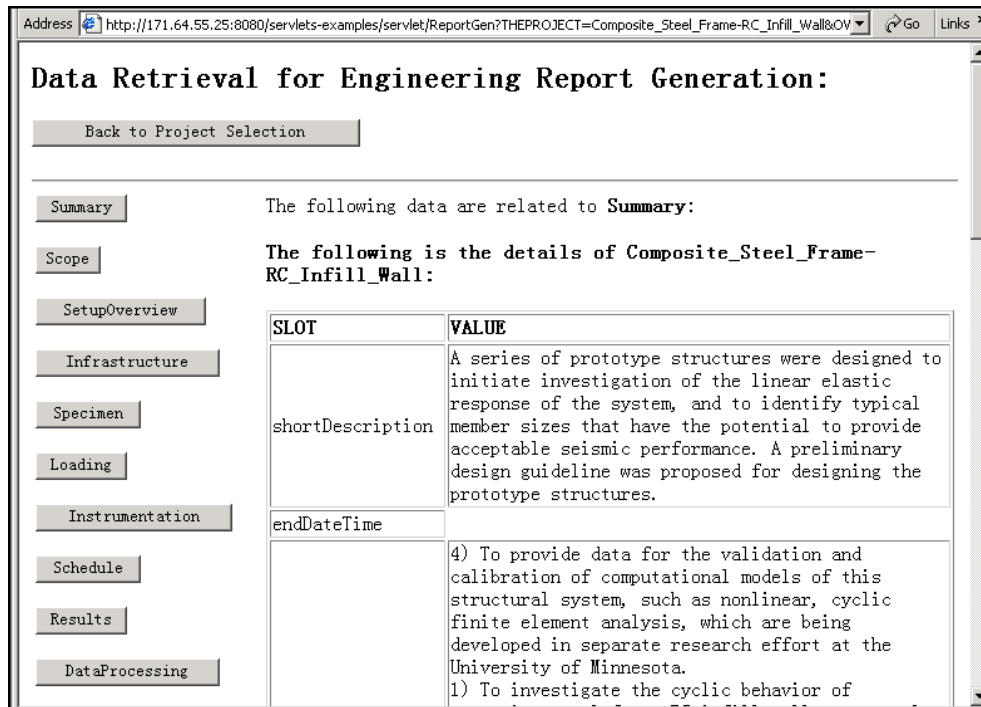 Address http://171.64.55.25:8080/servlets-examples/servlet/ReportGen?THEPROJECT=Composite_Steel_Frame-RC_Infill_Wall&OV Go Links
Data Retrieval for Engineering Report Generation:
Back to Project Selection
Summary
Scope
SetupOverview
Infrastructure
Specimen
Loading
Instrumentation
Schedule
Results
DataProcessing
The following data are related to Summary:
The following is the details of Composite_Steel_Frame-
RC_Infill_Wall:
SLOT VALUE
shortDescription
A series of prototype structures were designed to
initiate investigation of the linear elastic
response of the system, and to identify typical
member sizes that have the potential to provide
acceptable seismic performance. A preliminary
design guideline was proposed for designing the
prototype structures.
endDateTime
4) To provide data for the validation and
calibration of computational models of this
structural system, such as nonlinear, cyclic
finite element analysis, which are being
developed in separate research effort at the
University of Minnesota.
1) To investigate the cyclic behavior of